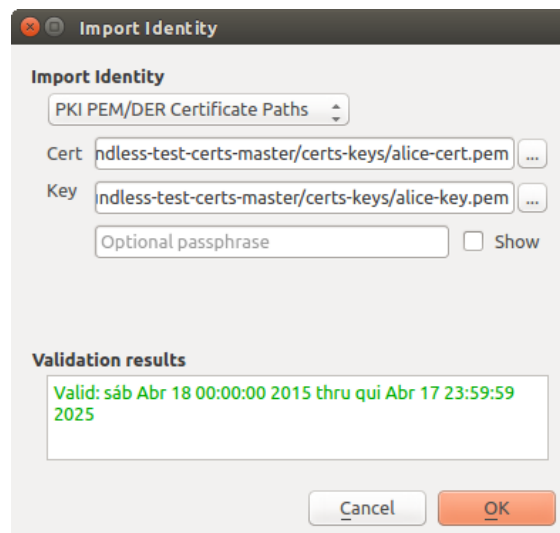 Import Identity
Import Identity
PKI PEM/DER Certificate Paths
Cert ndless-test-certs-master/certs-keys/alice-cert.pem ...
Key undless-test-certs-master/certs-keys/alice-key.pem ...
Optional passphrase Show
Validation results
Valid: sáb Abr 18 00:00:00 2015 thru qui Abr 17 23:59:59
2025
Cancel OK